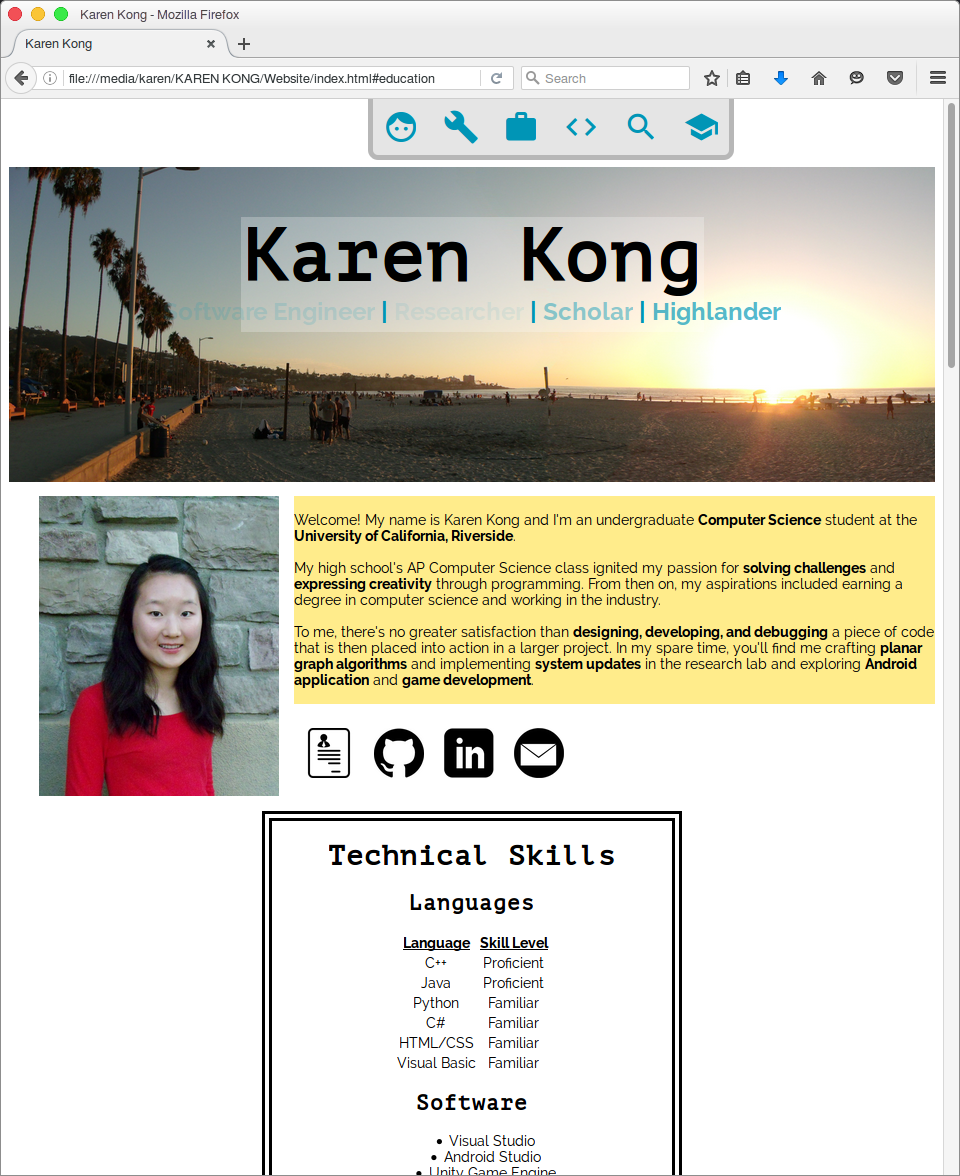 Karen Kong - Mozilla Firefox
Karen Kong
file:///media/karen/KAREN KONG/Website/index.html#education
Search
Karen Kong
Software Engineer | Researcher | Scholar | Highlander
Welcome! My name is Karen Kong and I'm an undergraduate Computer Science student at the
University of California, Riverside.
My high school's AP Computer Science class ignited my passion for solving challenges and
expressing creativity through programming. From then on, my aspirations included earning a
degree in computer science and working in the industry.
To me, there's no greater satisfaction than designing, developing, and debugging a piece of code
that is then placed into action in a larger project. In my spare time, you'll find me crafting planar
graph algorithms and implementing system updates in the research lab and exploring Android
application and game development.
in
Technical Skills
Languages
Language Skill Level
C++ Proficient
Java Proficient
Python Familiar
C# Familiar
HTML/CSS Familiar
Visual Basic Familiar
Software
• Visual Studio
• Android Studio
• Unity Game Engine